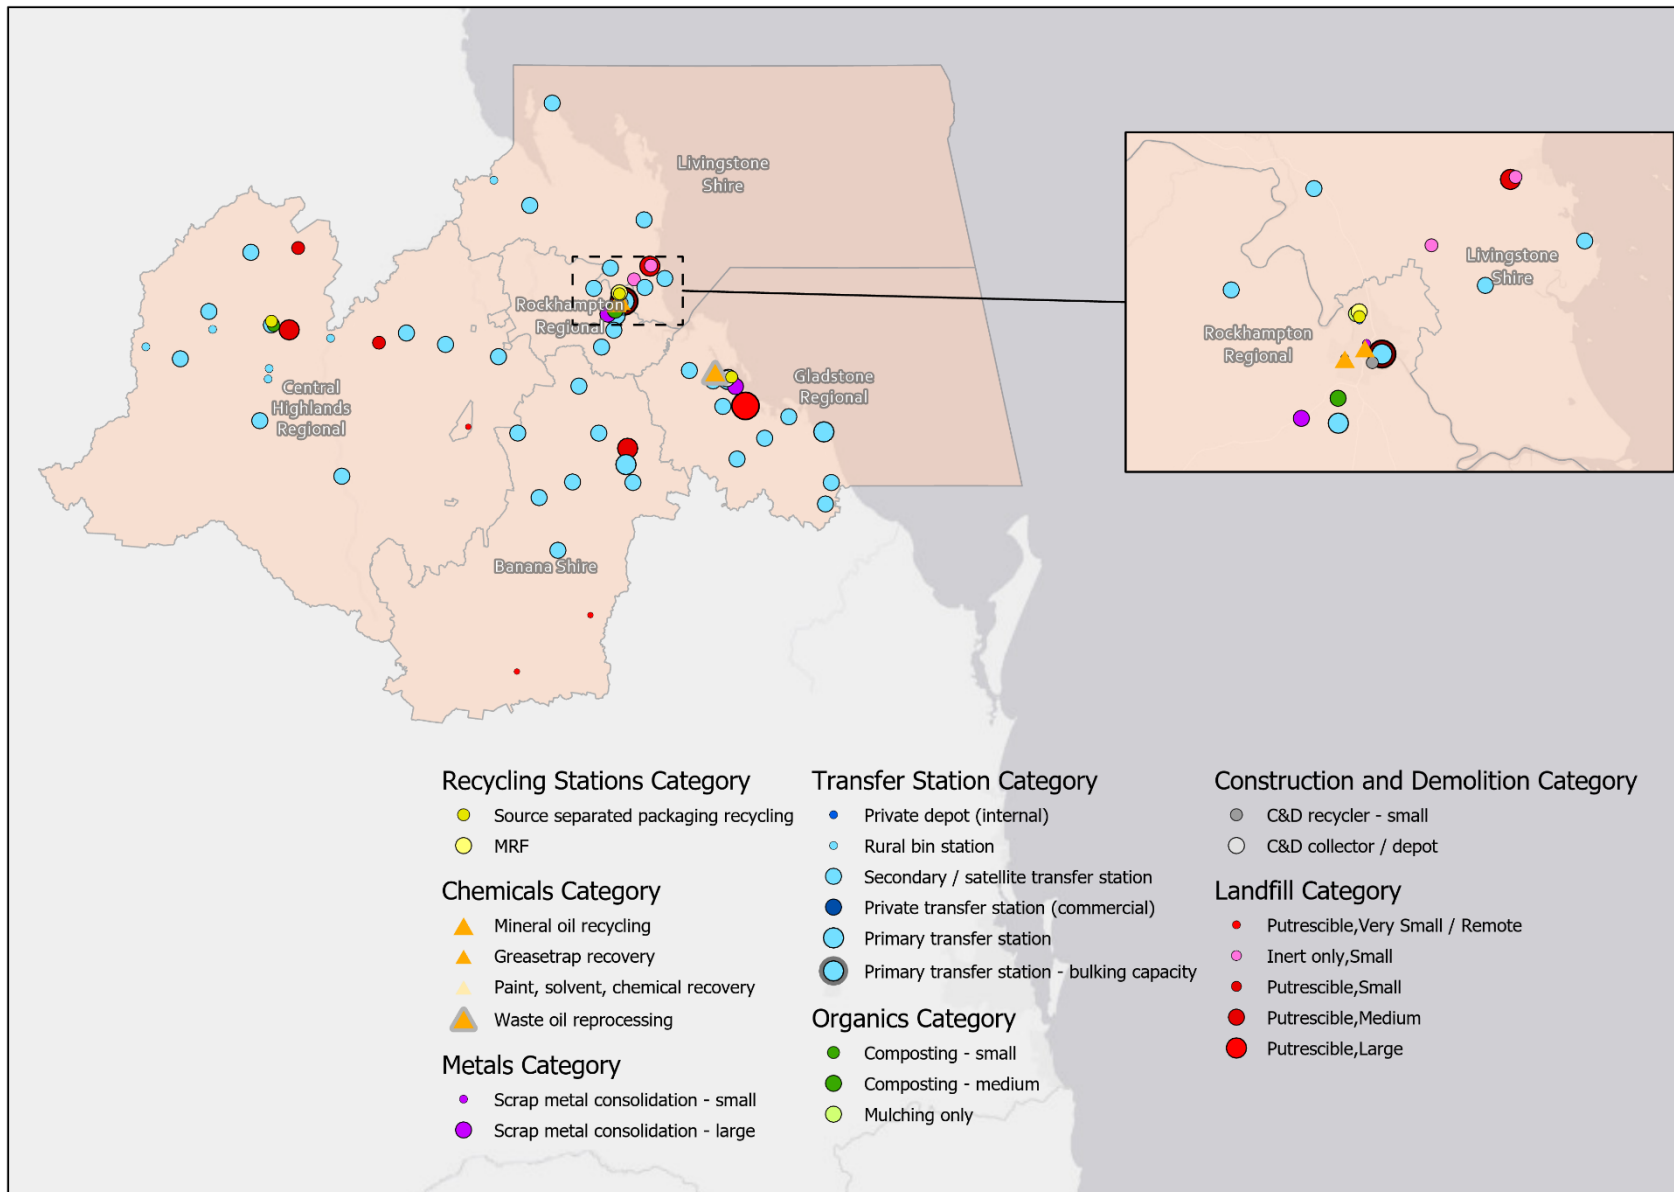 Livingstone
Shire
Rockhampton
Regional
Gladstone
Regional
Central
Highlands
Regional
Banana Shire
Livingstone
Shire
Rockhampton
Regional
Recycling Stations Category
Source separated packaging recycling
MRF
Chemicals Category
Mineral oil recycling
Greasetrap recovery
Paint, solvent, chemical recovery
Waste oil reprocessing
Metals Category
Scrap metal consolidation - small
Scrap metal consolidation - large
Transfer Station Category
Private depot (internal)
Rural bin station
Secondary / satellite transfer station
Private transfer station (commercial)
Primary transfer station
Primary transfer station - bulking capacity
Organics Category
Composting - small
Composting - medium
Mulching only
Construction and Demolition Category
C&D recycler - small
C&D collector / depot
Landfill Category
Putrescible,Very Small / Remote
Inert only,Small
Putrescible,Small
Putrescible,Medium
Putrescible,Large